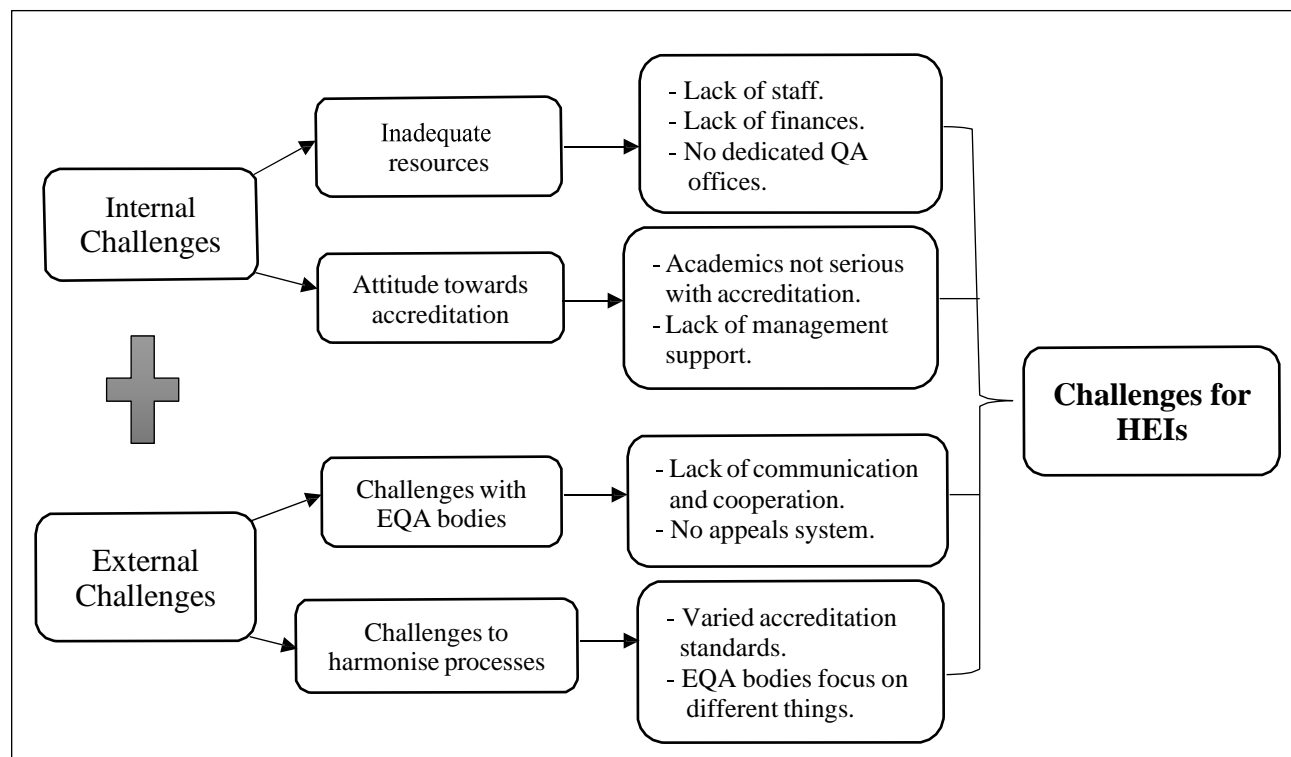 Internal
Challenges
Inadequate
resources
- Lack of staff.
- Lack of finances.
- No dedicated QA
offices.
Attitude towards
accreditation
- Academics not serious
with accreditation.
- Lack of management
support.
External
Challenges
Challenges with
EQA bodies
- Lack of communication
and cooperation.
- No appeals system.
Challenges to
harmonise processes
- Varied accreditation
standards.
- EQA bodies focus on
different things.
Challenges for
HEIs